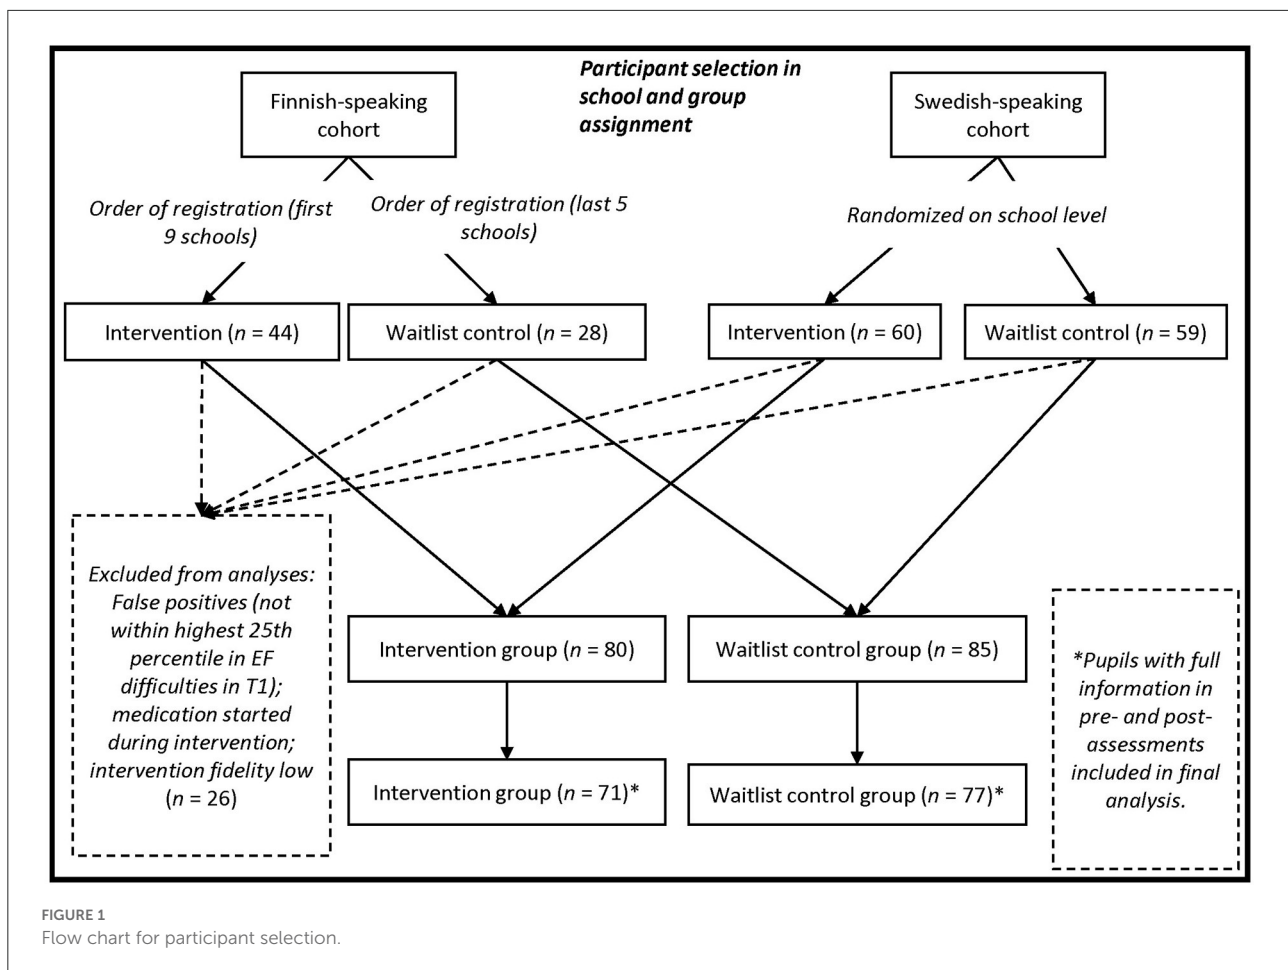 Participant selection in
school and group
assignment
Finnish-speaking
cohort
Swedish-speaking
cohort
Order of registration (first
9 schools)
Order of registration (last 5
schools)
Randomized on school level
Intervention (n = 44)
Waitlist control (n = 28)
Intervention (n = 60)
Waitlist control (n = 59)
Excluded from analyses:
False positives (not
within highest 25th
percentile in EF
difficulties in T1);
medication started
during intervention;
intervention fidelity low
(n = 26)
Intervention group (n = 80)
Waitlist control group (n = 85)
Intervention group (n = 71)*
Waitlist control group (n = 77)*
*Pupils with full
information in
pre- and post-
assessments
included in final
analysis.
FIGURE 1
Flow chart for participant selection.